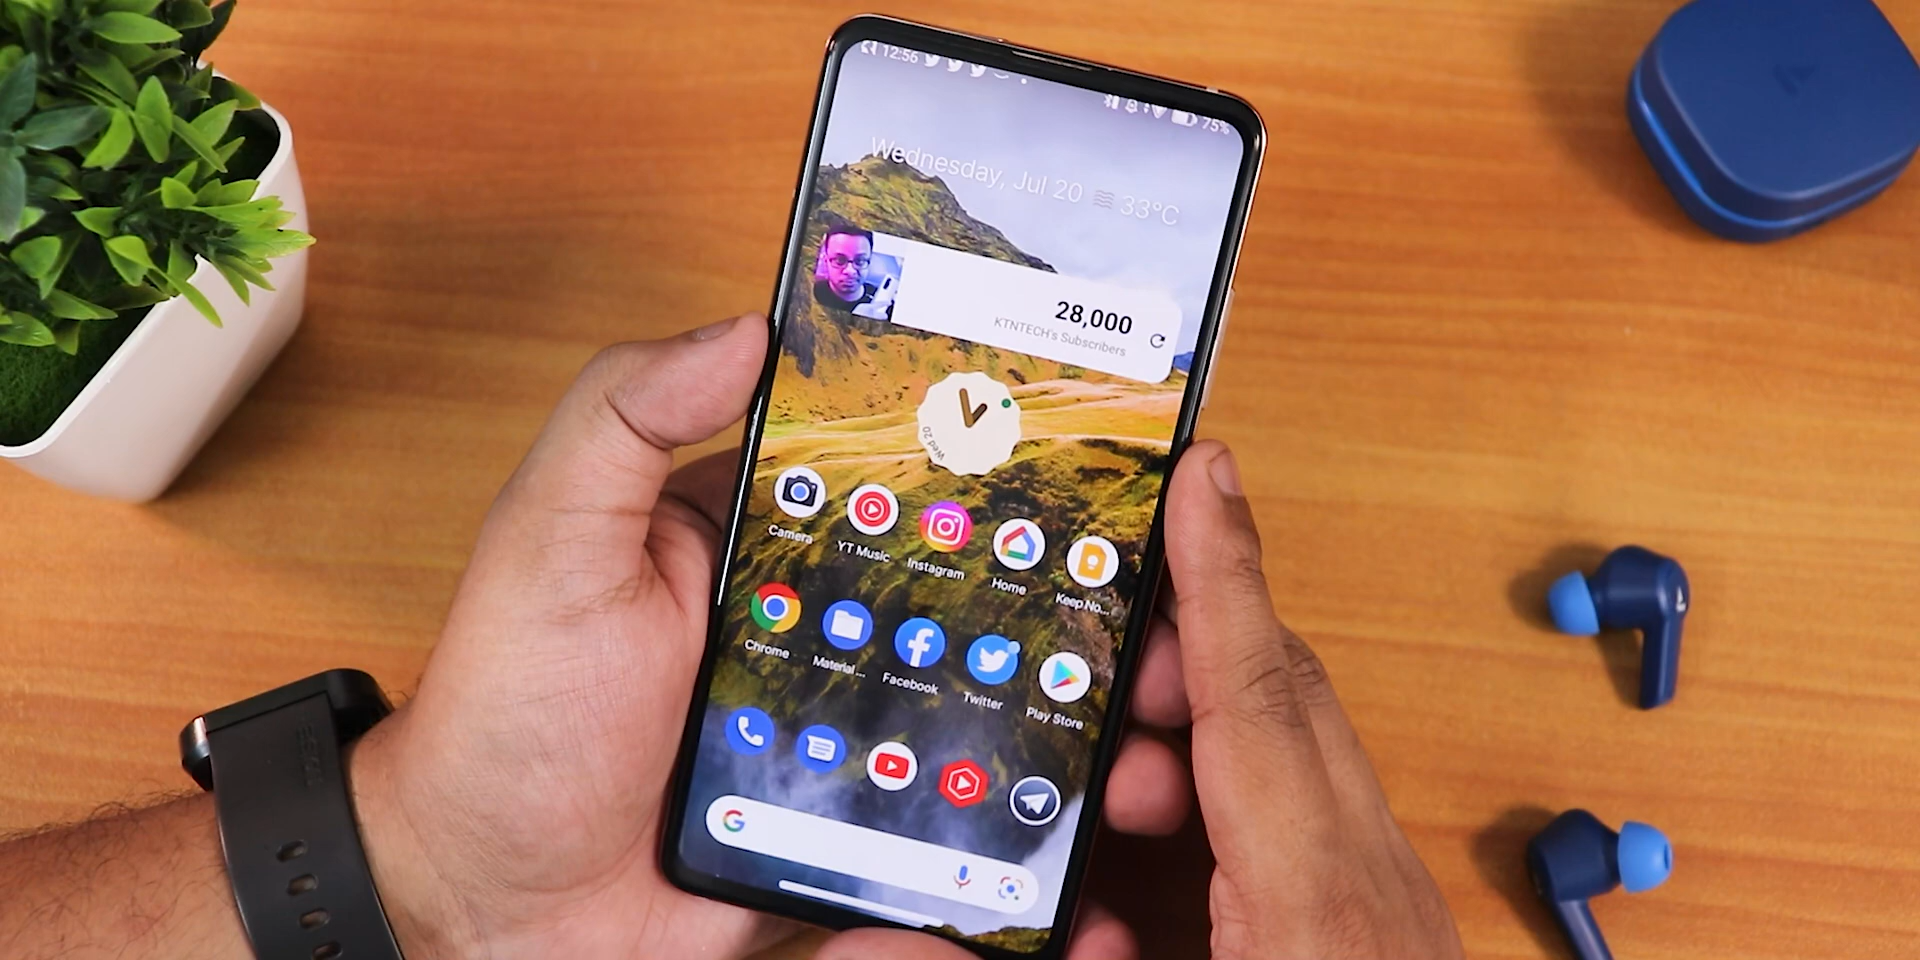 12:56
75%
Wednesday, Jul 20 33°C
28,000
KTNTECH's Subscribers
Wed 20
Camera
YT Music
Instagram
Home
Keep No...
Chrome
Material ...
Facebook
Twitter
Play Store
G